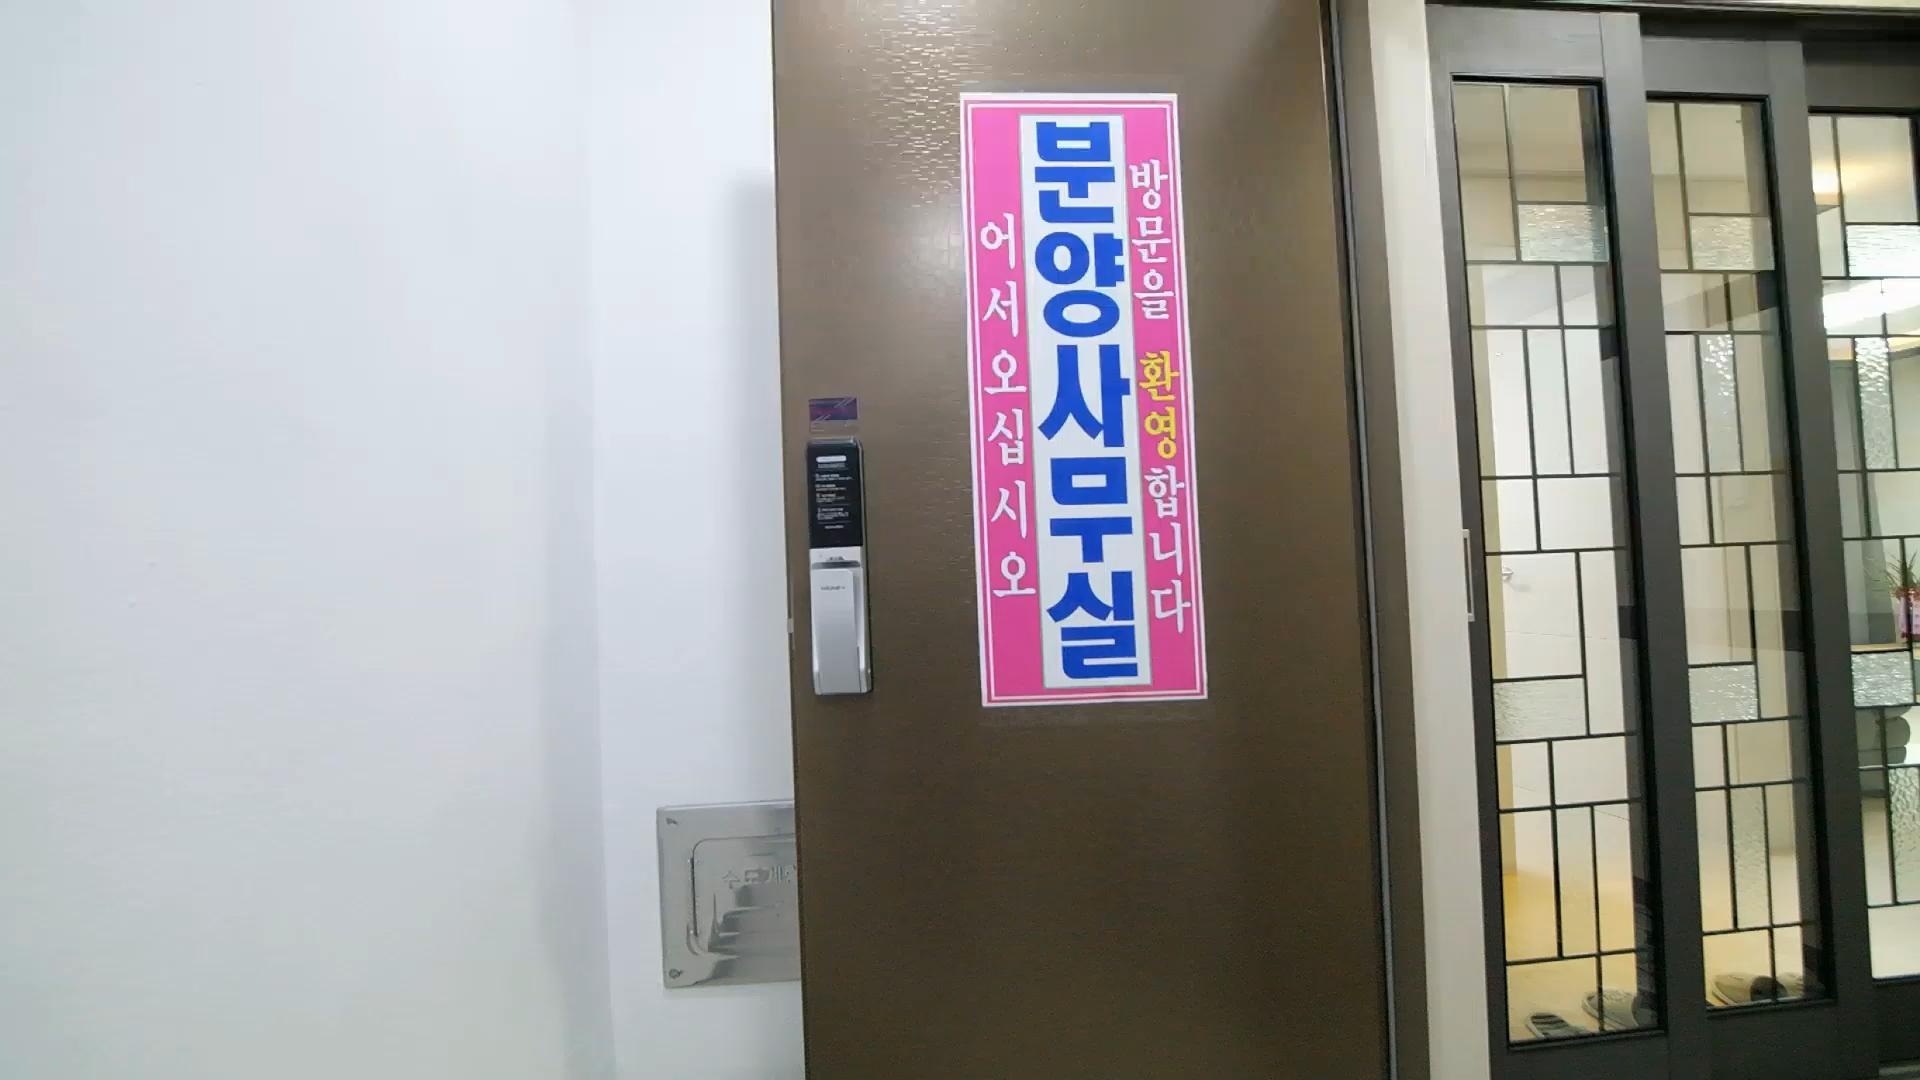 방문을 환영합니다
분양사무실
어서오십시오